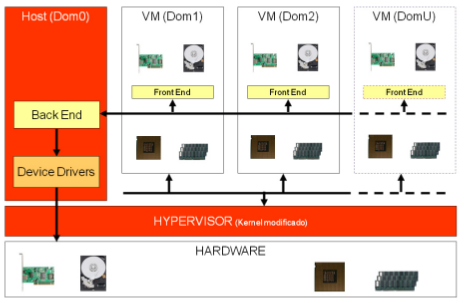 Host (Dom0)
VM (Dom1)
VM (Dom2)
VM (DomU)
Front End
Front End
Front End
Back End
Device Drivers
HYPERVISOR (Kernel modificado)
HARDWARE